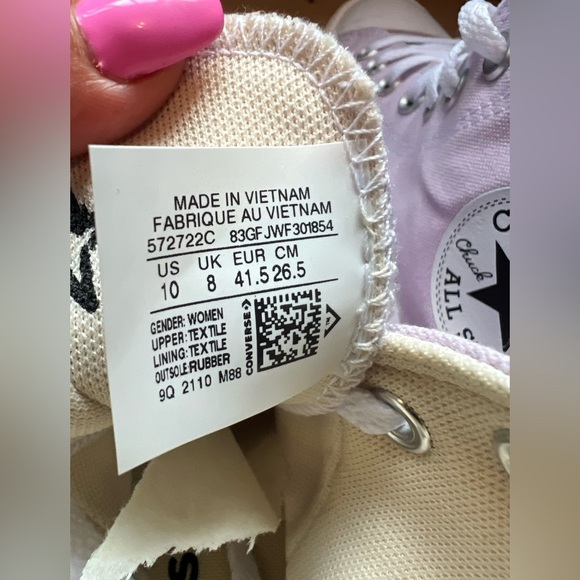 MADE IN VIETNAM
FABRIQUE AU VIETNAM
572722C 83GFJWF301854
US UK EUR CM
10 8 41.5 26.5
GENDER: WOMEN
UPPER: TEXTILE
LINING: TEXTILE
OUTSOLE: RUBBER
9Q 2110 M88
CONVERSE
Chuck
ALL S